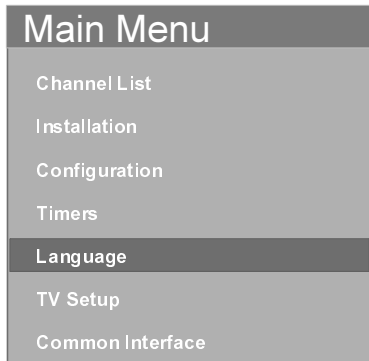 Main Menu
Channel List
Installation
Configuration
Timers
Language
TV Setup
Common Interface